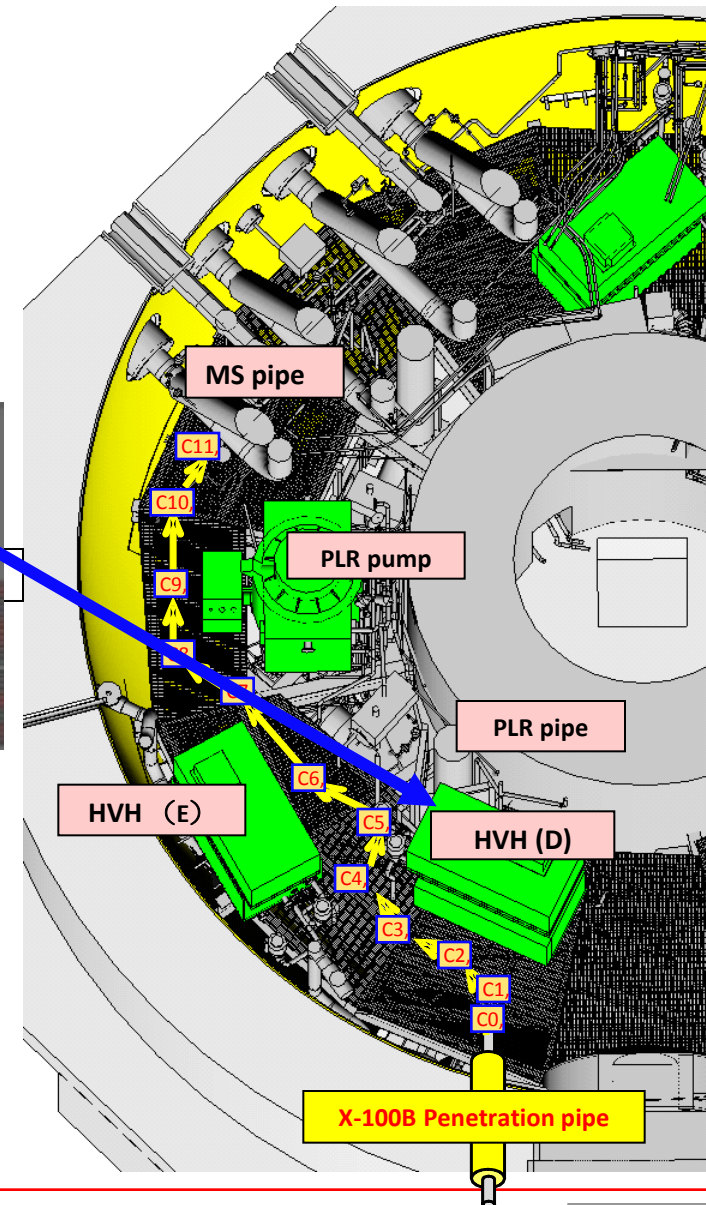 MS pipe
C11,
C10,
PLR pump
C9,
PLR pipe
C6,
HVH （E）
C5,
HVH (D)
C4,
C3,
C2,
C1,
C0,
X-100B Penetration pipe